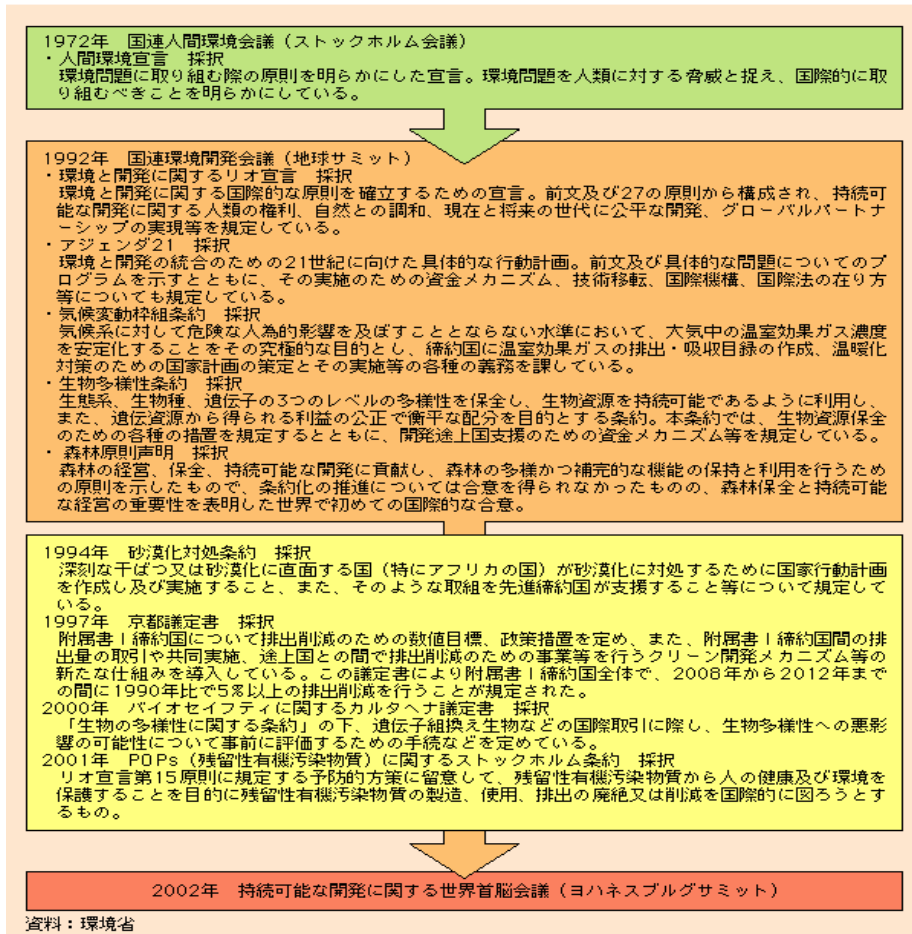 1972年　国連人間環境会議（ストックホルム会議）
・人間環境宣言　採択
環境問題に取り組む際の原則を明らかにした宣言。環境問題を人類に対する脅威と捉え、国際的に取
り組むべきことを明らかにしている。
1992年　国連環境開発会議（地球サミット）
・環境と開発に関するリオ宣言　採択
環境と開発に関する国際的な原則を確立するための宣言。前文及び27の原則から構成され、持続可
能な開発に関する人類の権利、自然との調和、現在と将来の世代に公平な開発、グローバルパートナ
ーシップの実現等を規定している。
・アジェンダ21　採択
環境と開発の統合のための21世紀に向けた具体的な行動計画。前文及び具体的な問題についてのプ
ログラムを示すとともに、その実施のための資金メカニズム、技術移転、国際機構、国際法の在り方
等についても規定している。
・気候変動枠組条約　採択
気候系に対して危険な人為的影響を及ぼすこととならない水準において、大気中の温室効果ガス濃度
を安定化することをその究極的な目的とし、締約国に温室効果ガスの排出・吸収目録の作成、温暖化
対策のための国家計画の策定とその実施等の各種の義務を課している。
・生物多様性条約　採択
生態系、生物種、遺伝子の3つのレベルの多様性を保全し、生物資源を持続可能であるように利用し、
また、遺伝資源から得られる利益の公正で衡平な配分を目的とする条約。本条約では、生物資源保全
のための各種の措置を規定するとともに、開発途上国支援のための資金メカニズム等を規定している。
・森林原則声明　採択
森林の経営、保全、持続可能な開発に貢献し、森林の多様かつ補完的な機能の保持と利用を行うため
の原則を示したもので、条約化の推進については合意を得られなかったものの、森林保全と持続可能
な経営の重要性を表明した世界で初めての国際的な合意。
1994年　砂漠化対処条約　採択
深刻な干ばつ又は砂漠化に直面する国（特にアフリカの国）が砂漠化に対処するために国家行動計画
を作成し及び実施すること、また、そのような取組を先進締約国が支援すること等について規定して
いる。
1997年　京都議定書　採択
附属書Ⅰ締約国について排出削減のための数値目標、政策措置を定め、また、附属書Ⅰ締約国間の排
出量の取引や共同実施、途上国との間で排出削減のための事業等を行うクリーン開発メカニズム等の
新たな仕組みを導入している。この議定書により附属書Ⅰ締約国全体で、2008年から2012年まで
の間に1990年比で5％以上の排出削減を行うことが規定された。
2000年　バイオセイフティに関するカルタヘナ議定書　採択
「生物の多様性に関する条約」の下、遺伝子組換え生物などの国際取引に際し、生物多様性への悪影
響の可能性について事前に評価するための手続などを定めている。
2001年　POPs（残留性有機汚染物質）に関するストックホルム条約　採択
リオ宣言第15原則に規定する予防的方策に留意して、残留性有機汚染物質から人の健康及び環境を
保護することを目的に残留性有機汚染物質の製造、使用、排出の廃絶又は削減を国際的に図ろうとす
るもの。
2002年　持続可能な開発に関する世界首脳会議（ヨハネスブルグサミット）
資料：環境省